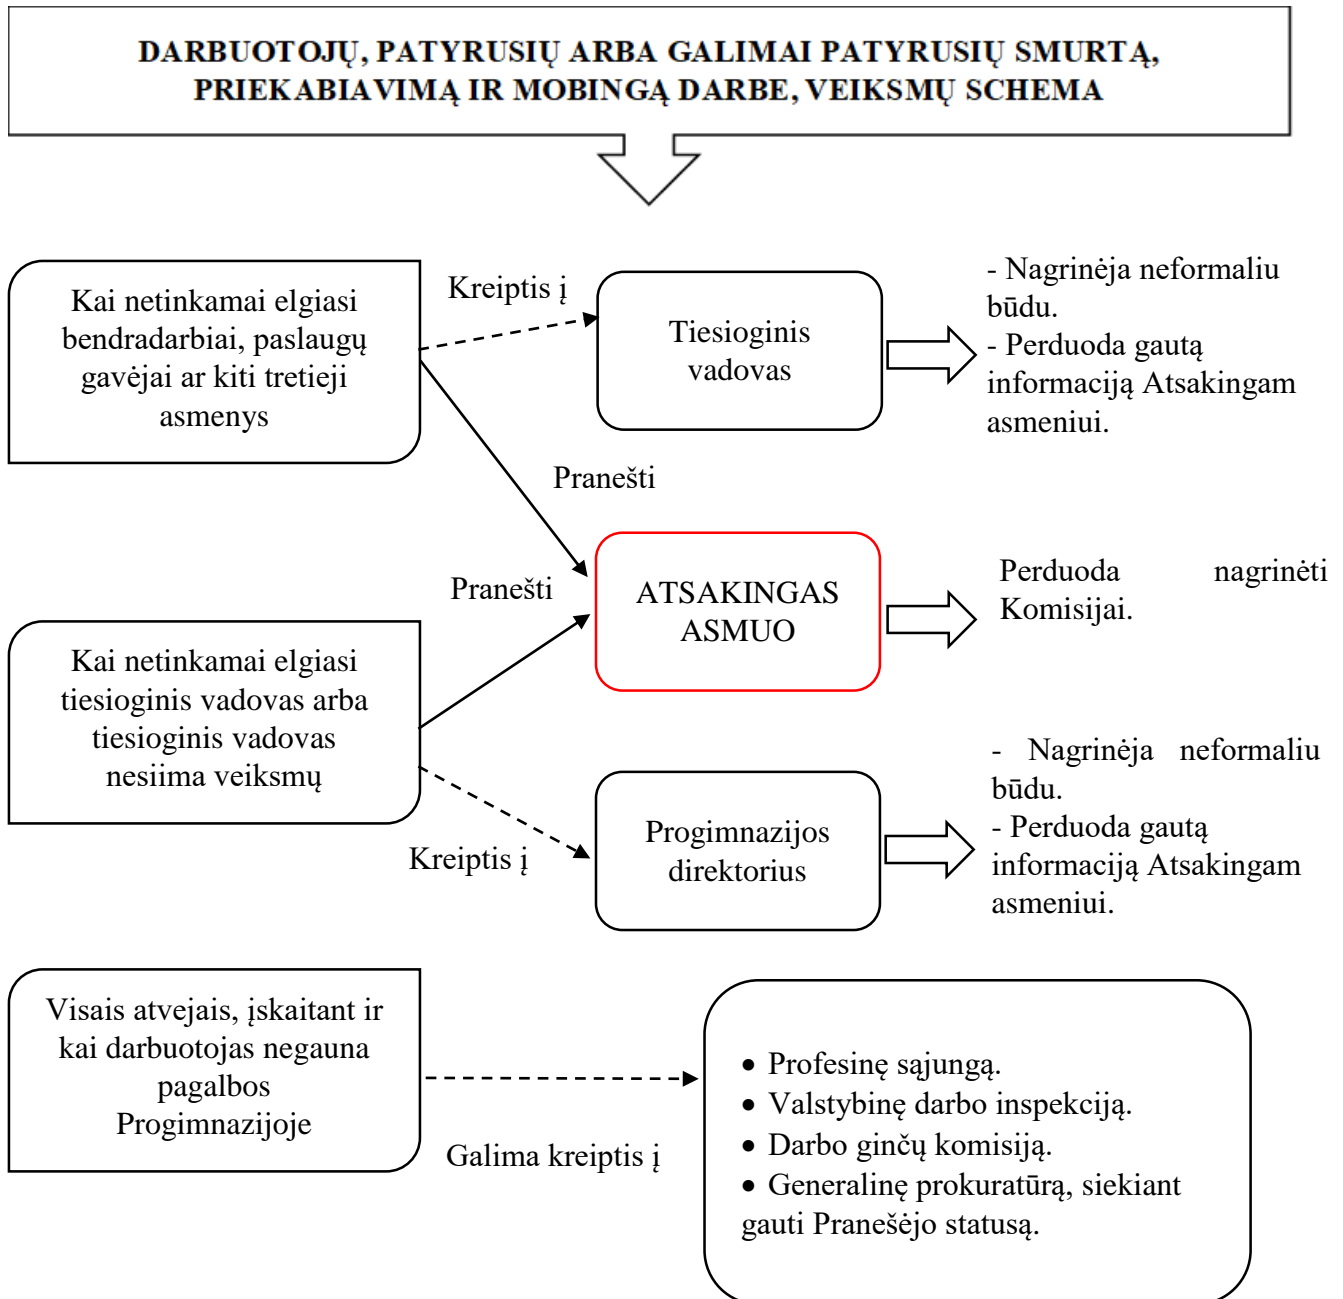 DARBUOTOJŲ, PATYRUSIŲ ARBA GALIMAI PATYRUSIŲ SMURTĄ,
PRIEKABIAVIMĄ IR MOBINGĄ DARBE, VEIKSMŲ SCHEMA
Kai netinkamai elgiasi
bendradarbiai, paslaugų
gavėjai ar kiti tretieji
asmenys
Kreiptis į
Tiesioginis
vadovas
- Nagrinėja neformaliu
būdu.
- Perduoda gautą
informaciją Atsakingam
asmeniui.
Pranešti
Pranešti
ATSAKINGAS
ASMUO
Perduoda nagrinėti
Komisijai.
Kai netinkamai elgiasi
tiesioginis vadovas arba
tiesioginis vadovas
nesiima veiksmų
Kreiptis į
Progimnazijos
direktorius
- Nagrinėja neformaliu
būdu.
- Perduoda gautą
informaciją Atsakingam
asmeniui.
Visais atvejais, įskaitant ir
kai darbuotojas negauna
pagalbos
Progimnazijoje
Galima kreiptis į
• Profesinę sąjungą.
• Valstybinę darbo inspekciją.
• Darbo ginčų komisiją.
• Generalinę prokuratūrą, siekiant
gauti Pranešėjo statusą.